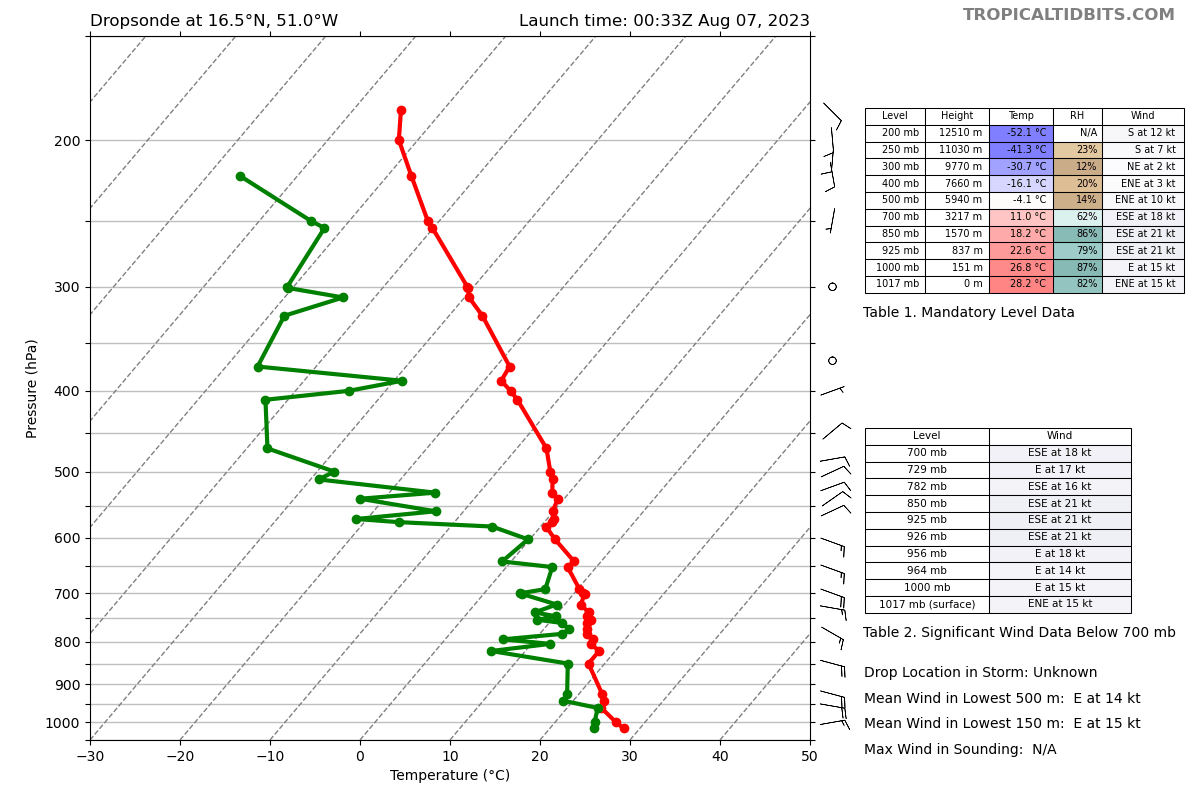 Dropsonde at 16.5°N, 51.0°W
Launch time: 00:33Z Aug 07, 2023
TROPICALTIDBITS.COM
Pressure (hPa)
200
300
400
500
600
700
800
900
1000
−30 −20 −10 0 10 20 30 40 50
Temperature (°C)
Level Height Temp RH Wind
200 mb 12510 m -52.1 °C N/A S at 12 kt
250 mb 11030 m -41.3 °C 23% S at 7 kt
300 mb 9770 m -30.7 °C 12% NE at 2 kt
400 mb 7660 m -16.1 °C 20% ENE at 3 kt
500 mb 5940 m -4.1 °C 14% ENE at 10 kt
700 mb 3217 m 11.0 °C 62% ESE at 18 kt
850 mb 1570 m 18.2 °C 86% ESE at 21 kt
925 mb 837 m 22.6 °C 79% ESE at 21 kt
1000 mb 151 m 26.8 °C 87% E at 15 kt
1017 mb 0 m 28.2 °C 82% ENE at 15 kt
Table 1. Mandatory Level Data
Level Wind
700 mb ESE at 18 kt
729 mb E at 17 kt
782 mb ESE at 16 kt
850 mb ESE at 21 kt
925 mb ESE at 21 kt
926 mb ESE at 21 kt
956 mb E at 18 kt
964 mb E at 14 kt
1000 mb E at 15 kt
1017 mb (surface) ENE at 15 kt
Table 2. Significant Wind Data Below 700 mb
Drop Location in Storm: Unknown
Mean Wind in Lowest 500 m: E at 14 kt
Mean Wind in Lowest 150 m: E at 15 kt
Max Wind in Sounding: N/A